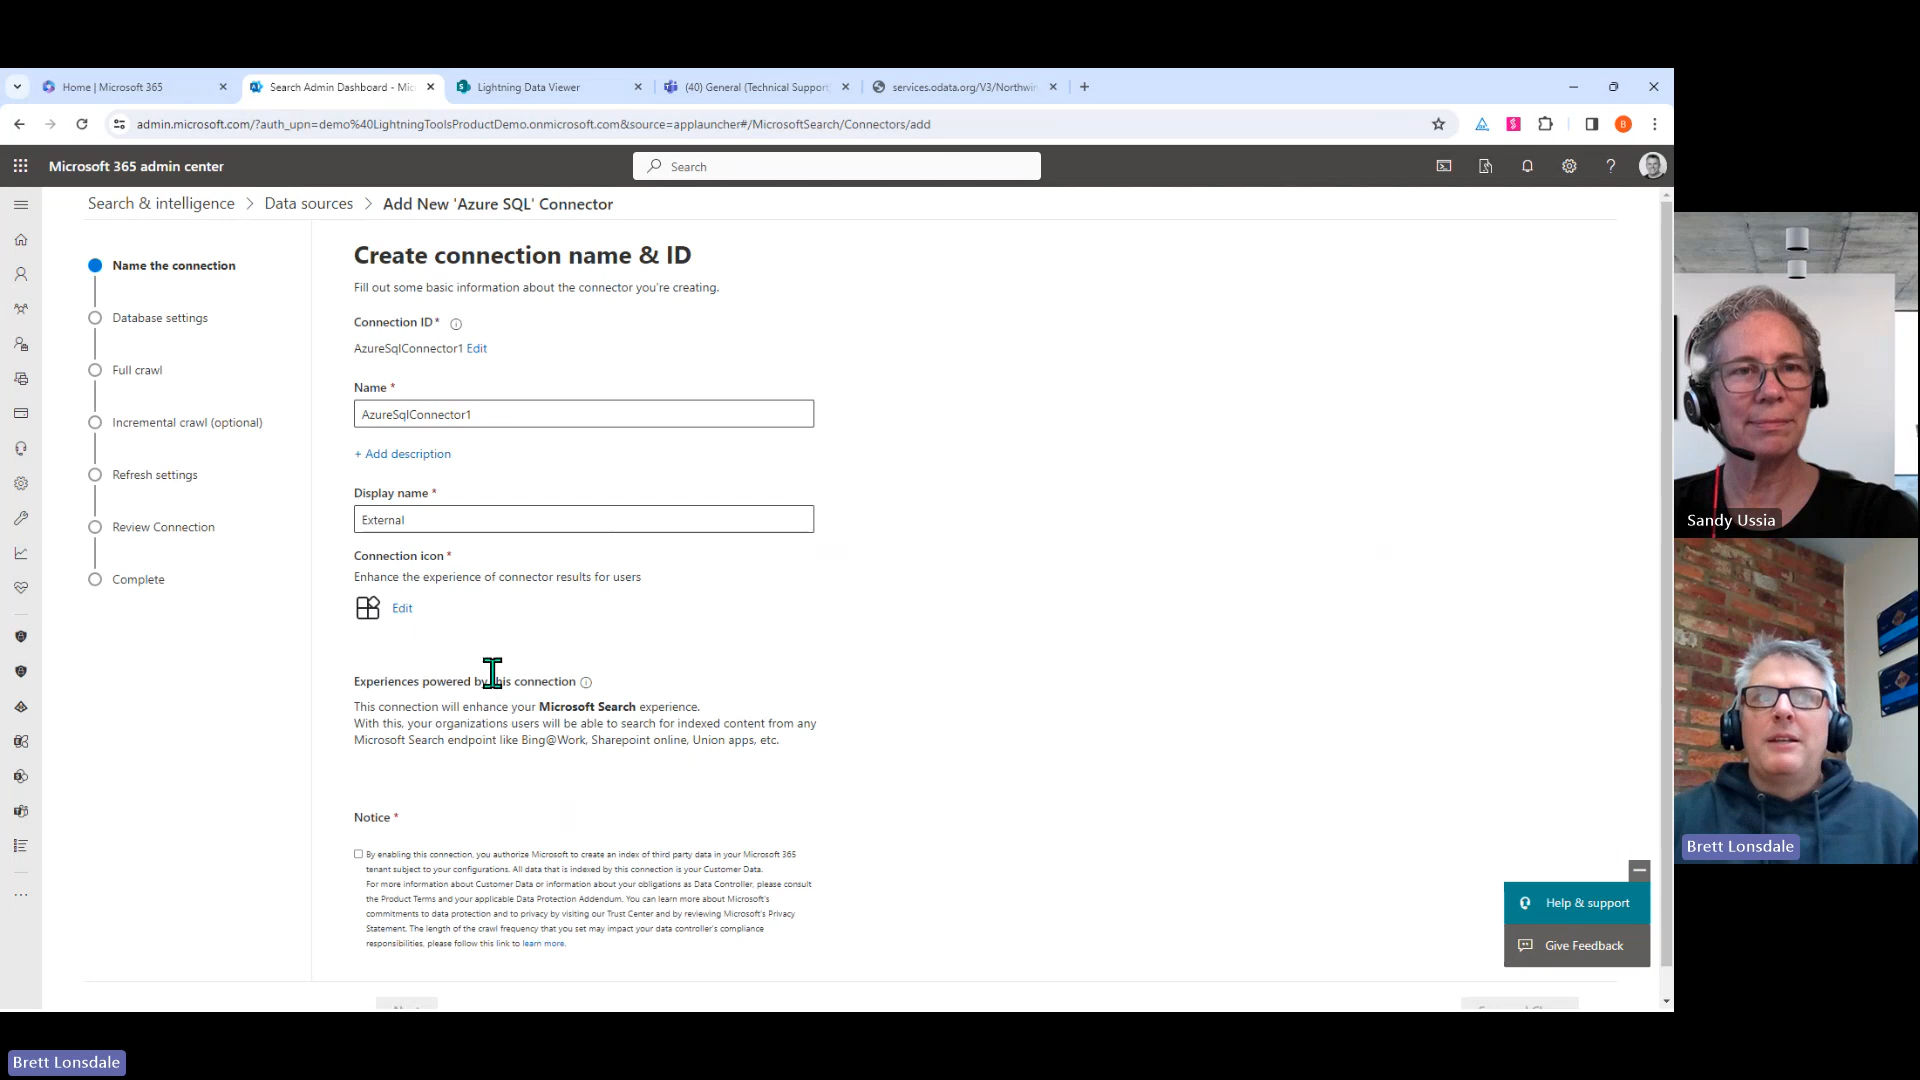 Home | Microsoft 365
Search Admin Dashboard - Mic
Lightning Data Viewer
(40) General (Technical Support
services.odata.org/V3/Northwin
admin.microsoft.com/?auth_upn=demo%40LightningToolsProductDemo.onmicrosoft.com&source=applauncher#/MicrosoftSearch/Connectors/add
B
Microsoft 365 admin center
Search
Search & intelligence > Data sources > Add New 'Azure SQL' Connector
Name the connection
Database settings
Full crawl
Incremental crawl (optional)
Refresh settings
Review Connection
Complete
Create connection name & ID
Fill out some basic information about the connector you're creating.
Connection ID *
AzureSqlConnector1 Edit
Name *
AzureSqlConnector1
+ Add description
Display name *
External
Connection icon *
Enhance the experience of connector results for users
Edit
Experiences powered by this connection
This connection will enhance your Microsoft Search experience.
With this, your organizations users will be able to search for indexed content from any
Microsoft Search endpoint like Bing@Work, Sharepoint online, Union apps, etc.
Notice *
By enabling this connection, you authorize Microsoft to create an index of third party data in your Microsoft 365
tenant subject to your configurations. All data that is indexed by this connection is your Customer Data.
For more information about Customer Data or information about your obligations as Data Controller, please consult
the Product Terms and your applicable Data Protection Addendum. You can learn more about Microsoft's
commitments to data protection and to privacy by visiting our Trust Center and by reviewing Microsoft's Privacy
Statement. The length of the crawl frequency that you set may impact your data controller's compliance
responsibilities, please follow this link to learn more.
Help & support
Give Feedback
Sandy Ussia
Brett Lonsdale
Brett Lonsdale